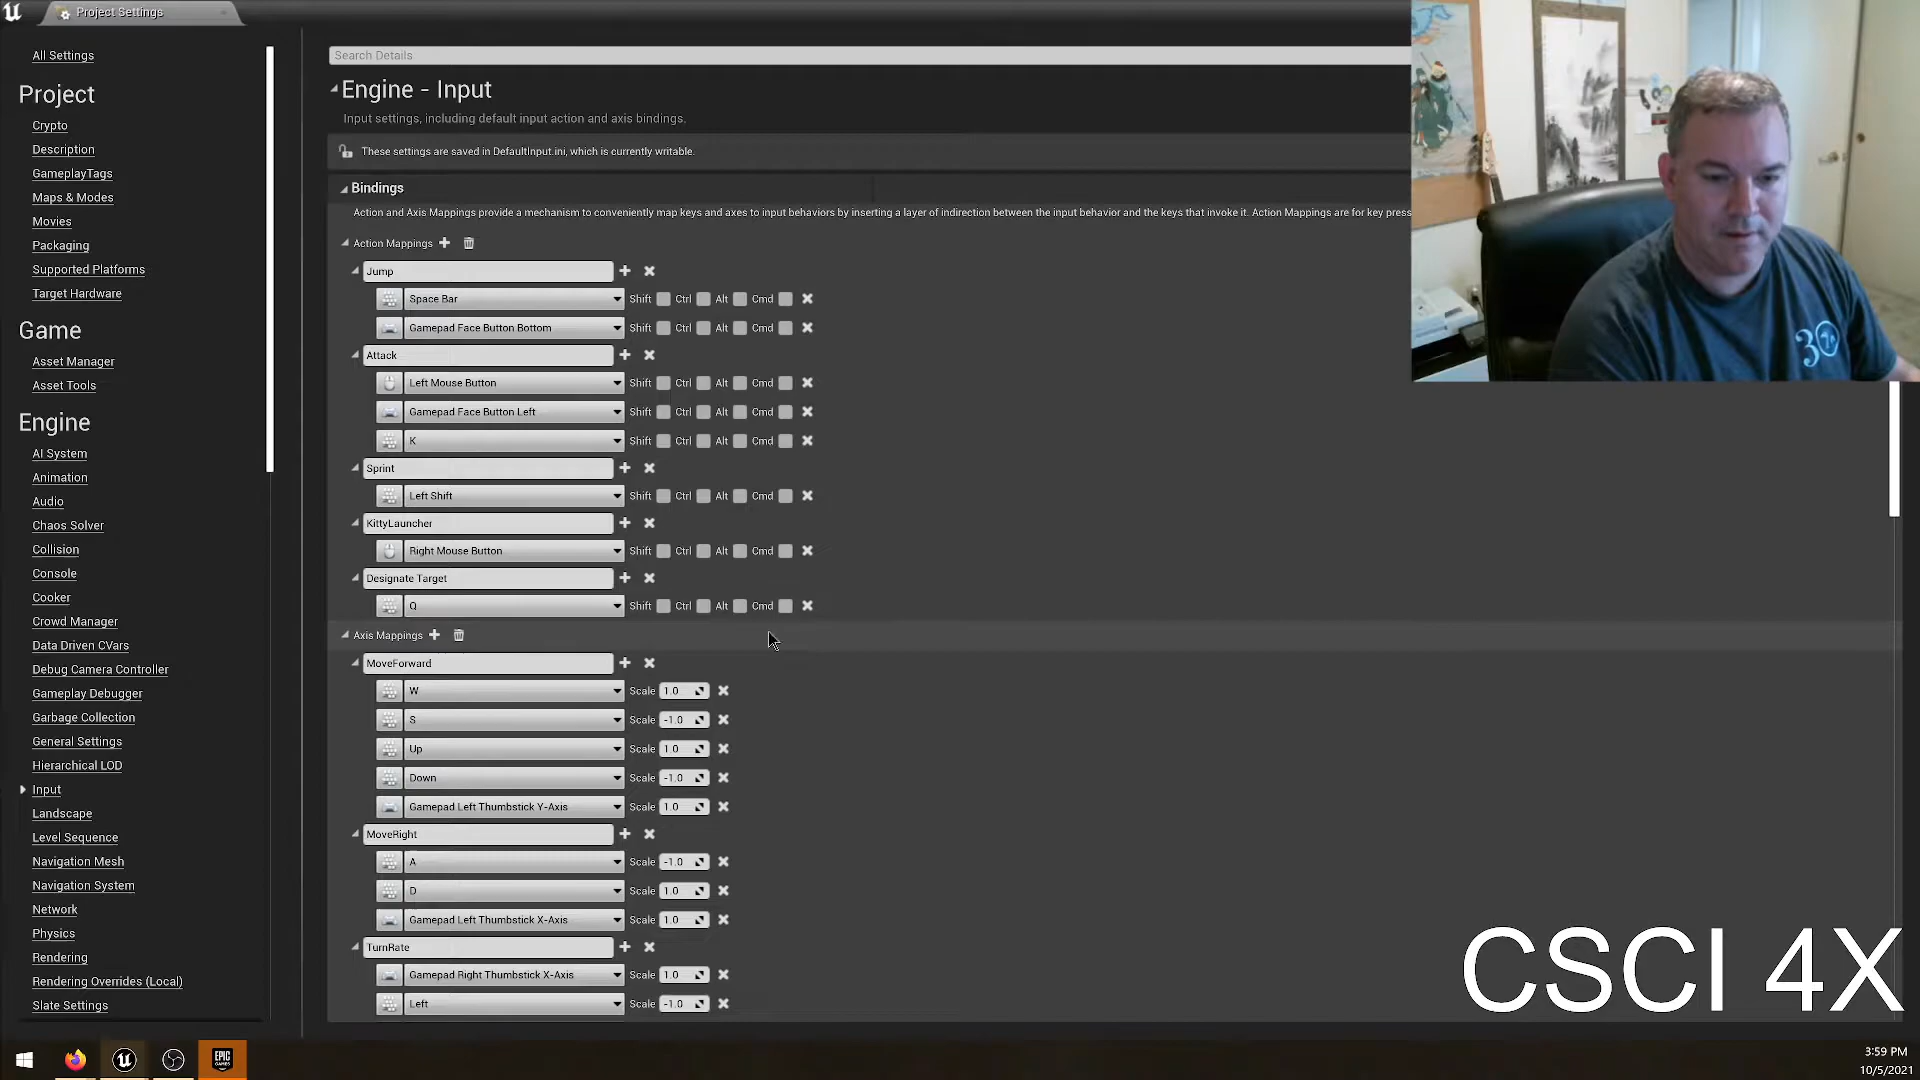 Project Settings
All Settings
Project
Crypto
Description
GameplayTags
Maps & Modes
Movies
Packaging
Supported Platforms
Target Hardware
Game
Asset Manager
Asset Tools
Engine
AI System
Animation
Audio
Chaos Solver
Collision
Console
Cooker
Crowd Manager
Data Driven CVars
Debug Camera Controller
Gameplay Debugger
Garbage Collection
General Settings
Hierarchical LOD
Input
Landscape
Level Sequence
Navigation Mesh
Navigation System
Network
Physics
Rendering
Rendering Overrides (Local)
Slate Settings
Search Details
Engine - Input
Input settings, including default input action and axis bindings.
These settings are saved in DefaultInput.ini, which is currently writable.
Bindings
Action and Axis Mappings provide a mechanism to conveniently map keys and axes to input behaviors by inserting a layer of indirection between the input behavior and the keys that invoke it. Action Mappings are for key press
Action Mappings
Jump
Space Bar Shift Ctrl Alt Cmd
Gamepad Face Button Bottom Shift Ctrl Alt Cmd
Attack
Left Mouse Button Shift Ctrl Alt Cmd
Gamepad Face Button Left Shift Ctrl Alt Cmd
K Shift Ctrl Alt Cmd
Sprint
Left Shift Shift Ctrl Alt Cmd
KittyLauncher
Right Mouse Button Shift Ctrl Alt Cmd
Designate Target
Q Shift Ctrl Alt Cmd
Axis Mappings
MoveForward
W Scale 1.0
S Scale -1.0
Up Scale 1.0
Down Scale -1.0
Gamepad Left Thumbstick Y-Axis Scale 1.0
MoveRight
A Scale -1.0
D Scale 1.0
Gamepad Left Thumbstick X-Axis Scale 1.0
TurnRate
Gamepad Right Thumbstick X-Axis Scale 1.0
Left Scale -1.0
CSCI 4X
EPIC
GAMES
3:59 PM
10/5/2021